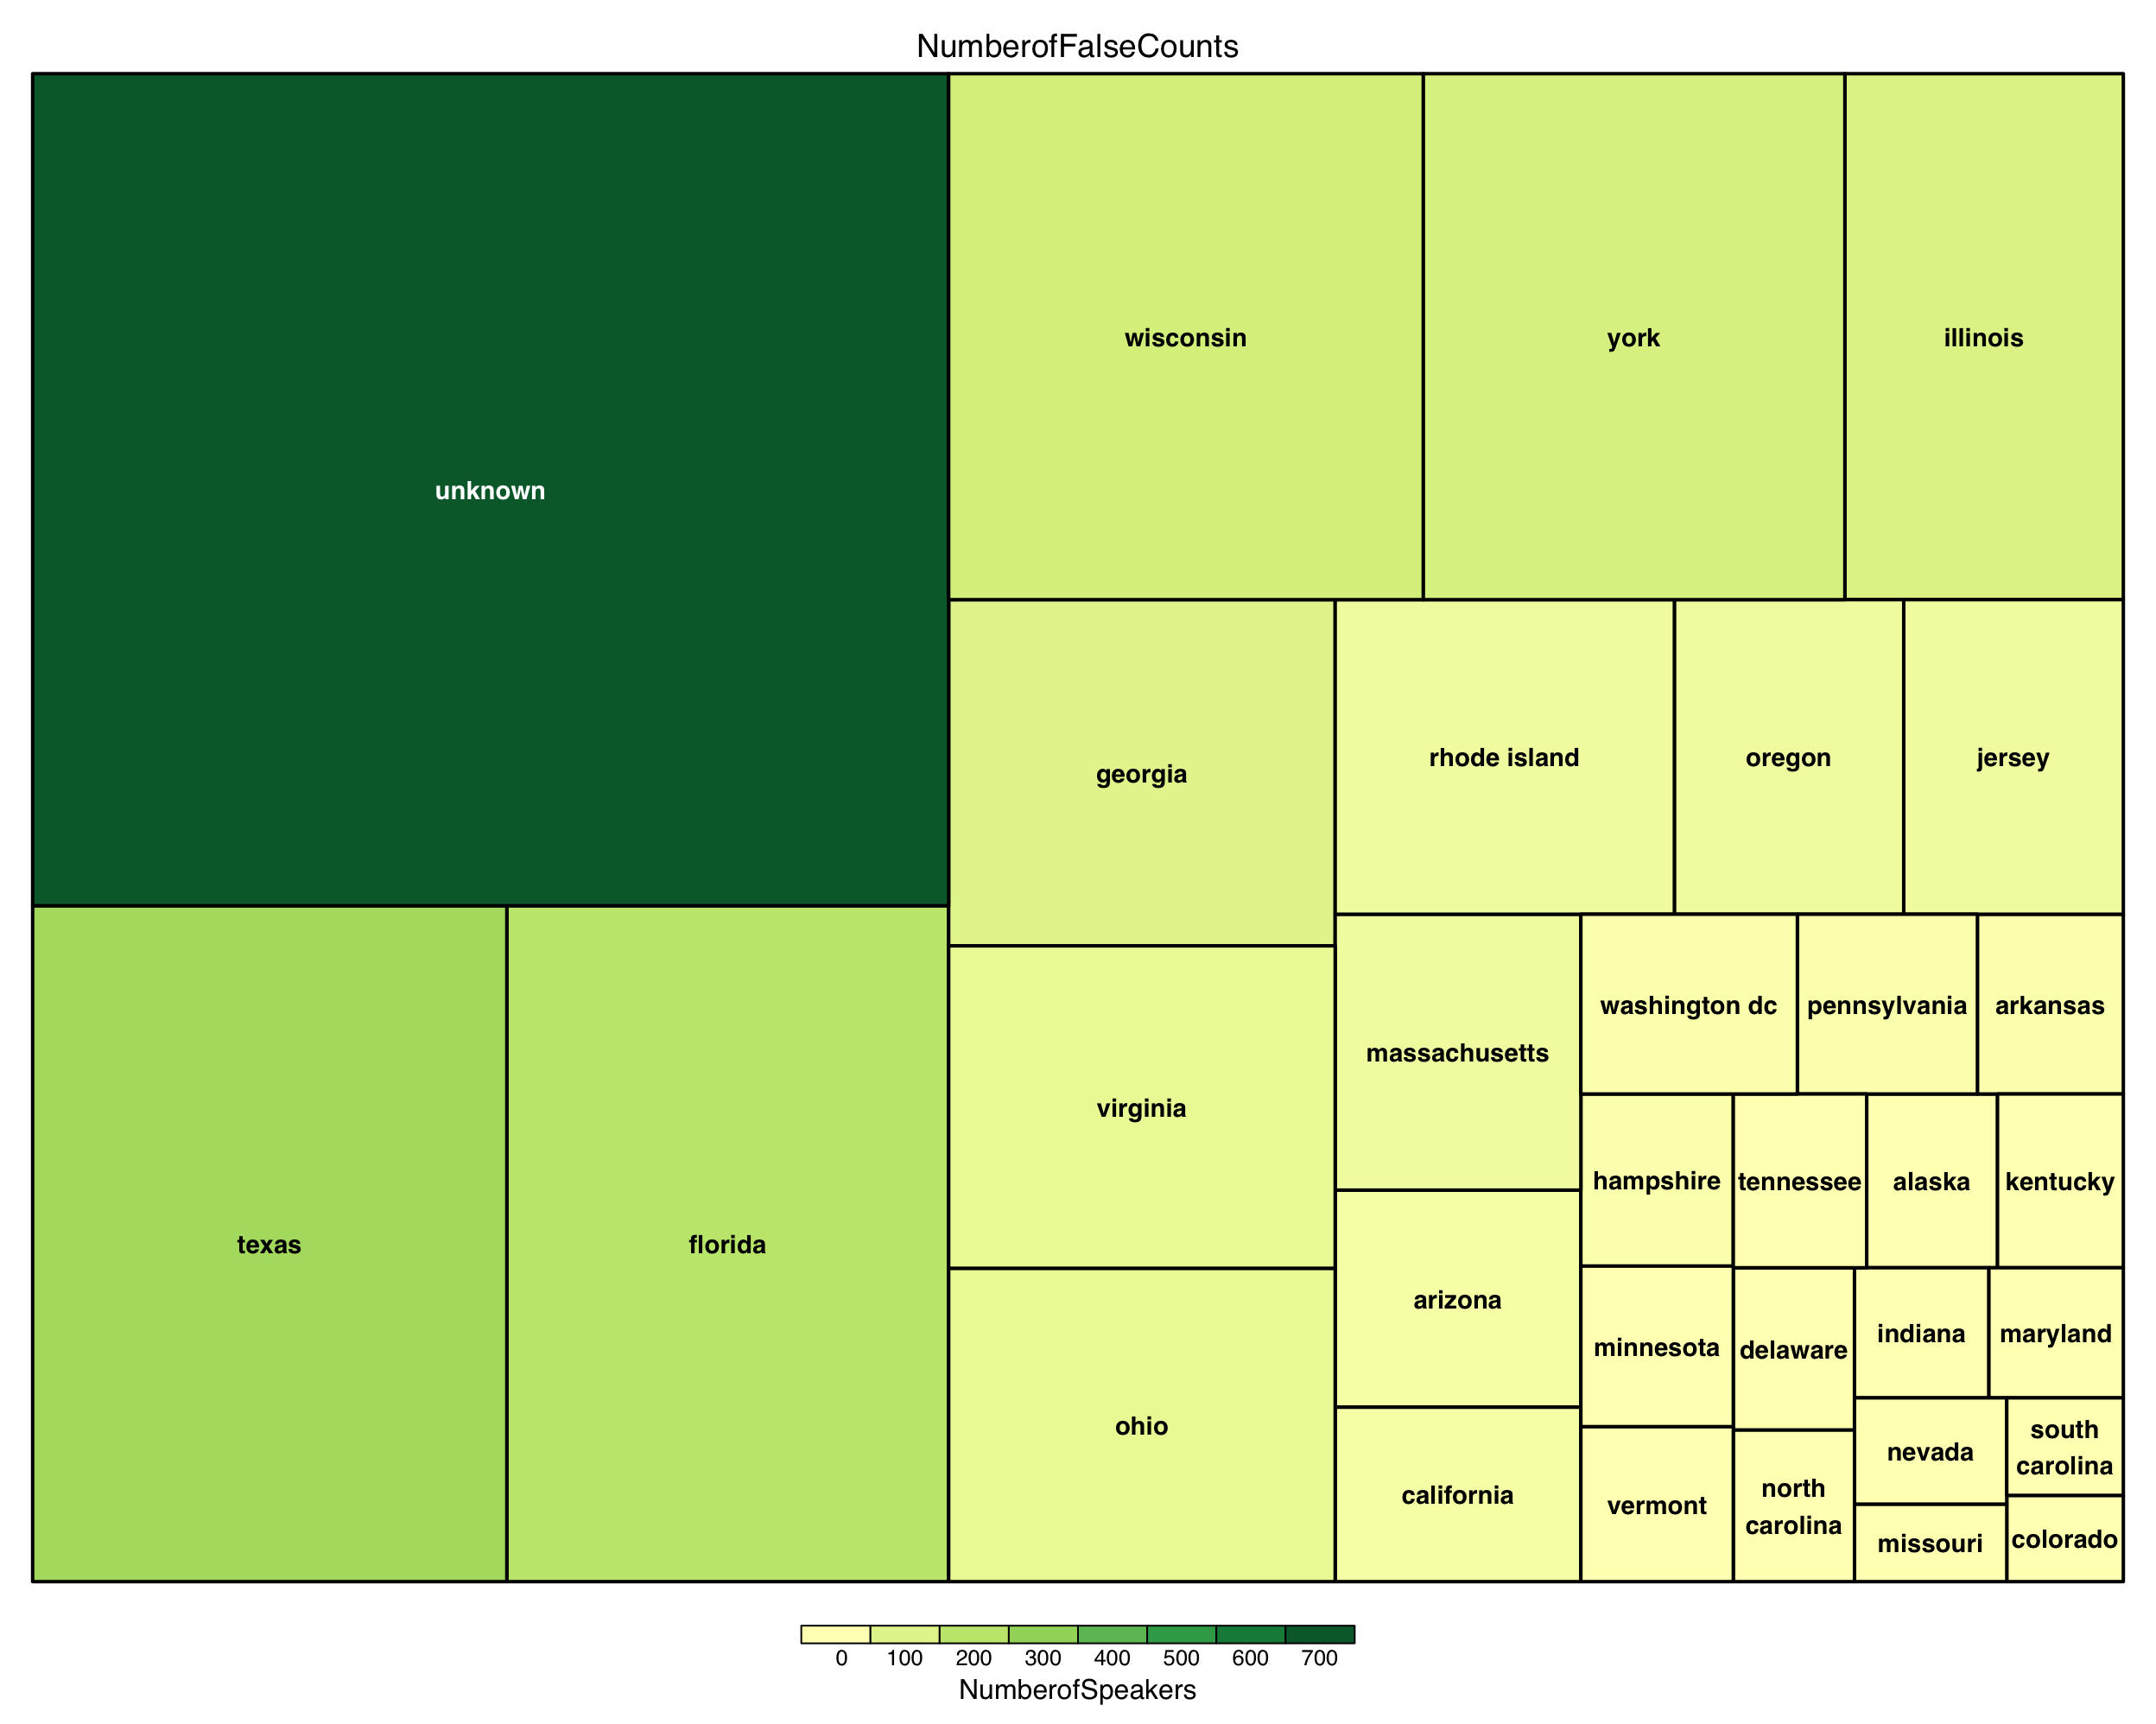 NumberofFalseCounts
unknown
wisconsin
york
illinois
georgia
rhode island
oregon
jersey
massachusetts
washington dc
pennsylvania
arkansas
virginia
hampshire
tennessee
alaska
kentucky
texas
florida
arizona
minnesota
delaware
indiana
maryland
ohio
california
vermont
north
carolina
nevada
south
carolina
missouri
colorado
0 100 200 300 400 500 600 700
NumberofSpeakers